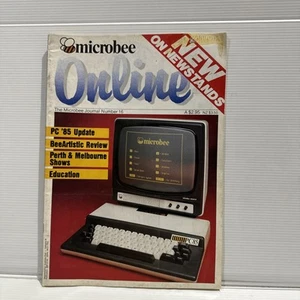 microbee
Online
NEW
ON NEWSTANDS
The Microbee Journal Number 16
PC '85 Update
BeeArtistic Review
Perth & Melbourne
Shows
Education
microbee
PC85